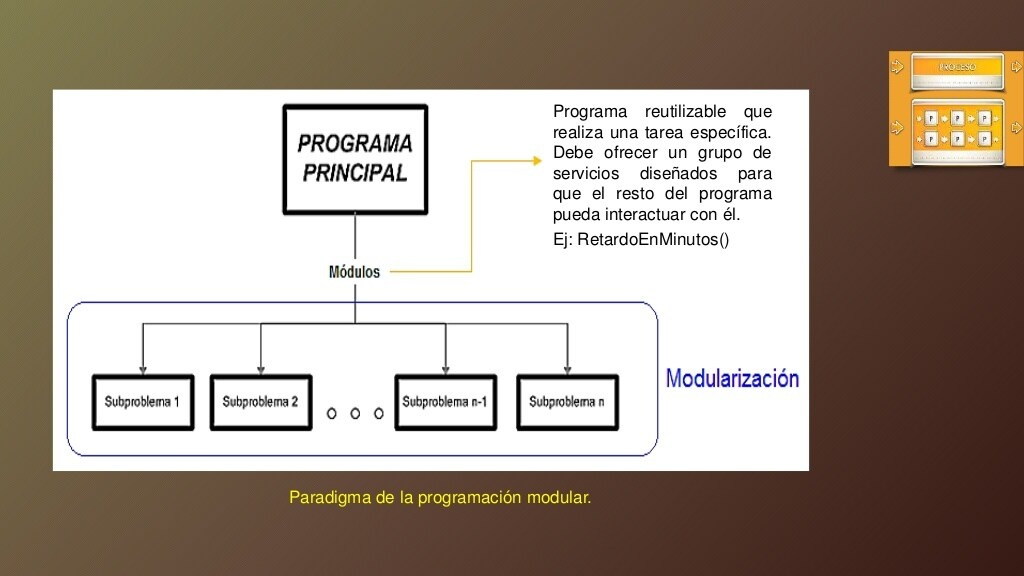 PROGRAMA
PRINCIPAL
Programa reutilizable que
realiza una tarea específica.
Debe ofrecer un grupo de
servicios diseñados para
que el resto del programa
pueda interactuar con él.
Ej: RetardoEnMinutos()
PROCESO
P P P
P P P
Módulos
Subproblema 1
Subproblema 2
Subproblema n-1
Subproblema n
Modularización
Paradigma de la programación modular.